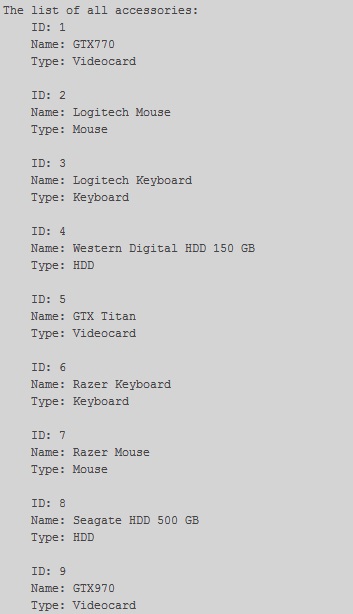 The list of all accessories:
ID: 1
Name: GTX770
Type: Videocard
ID: 2
Name: Logitech Mouse
Type: Mouse
ID: 3
Name: Logitech Keyboard
Type: Keyboard
ID: 4
Name: Western Digital HDD 150 GB
Type: HDD
ID: 5
Name: GTX Titan
Type: Videocard
ID: 6
Name: Razer Keyboard
Type: Keyboard
ID: 7
Name: Razer Mouse
Type: Mouse
ID: 8
Name: Seagate HDD 500 GB
Type: HDD
ID: 9
Name: GTX970
Type: Videocard